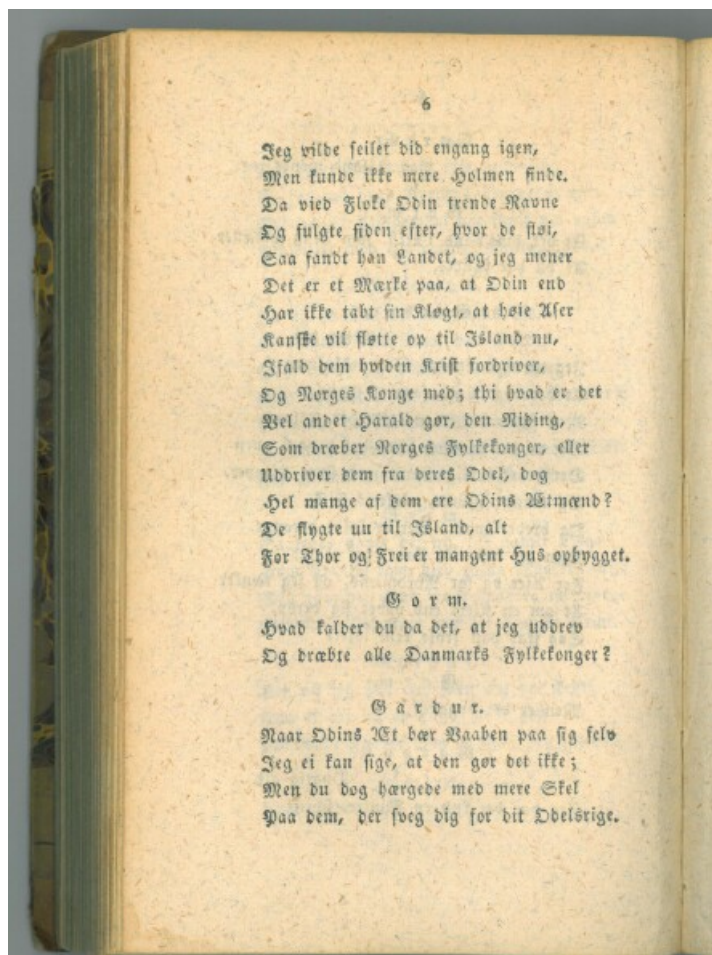 6
Jeg vilde seilet did engang igen,
Men kunde ikke mere Holmen finde.
Da vied Floke Odin trende Ravne
Og fulgte siden efter, hvor de fløi,
Saa fandt han Landet, og jeg mener
Det er et Mærke paa, at Odin end
Har ikke tabt sin Kløgt, at høie Aser
Kanske vil fløtte op til Island nu,
Ifald dem hviden Krist fordriver,
Og Norges Konge med; thi hvad er det
Vel andet Harald gør, den Niding,
Som dræber Norges Fylkekonger, eller
Uddriver dem fra deres Odel, dog
Hel mange af dem ere Odins Ætmænd?
De flygte nu til Island, alt
For Thor og Frei er mangent Hus opbygget.
Gorm.
Hvad kalder du da det, at jeg uddrev
Og dræbte alle Danmarks Fylkekonger?
Gardur.
Naar Odins Æt bær Vaaben paa sig selv
Jeg ei kan sige, at den gør det ikke;
Men du dog hærgede med mere Skel
Paa dem, der sveg dig for dit Odelsrige.